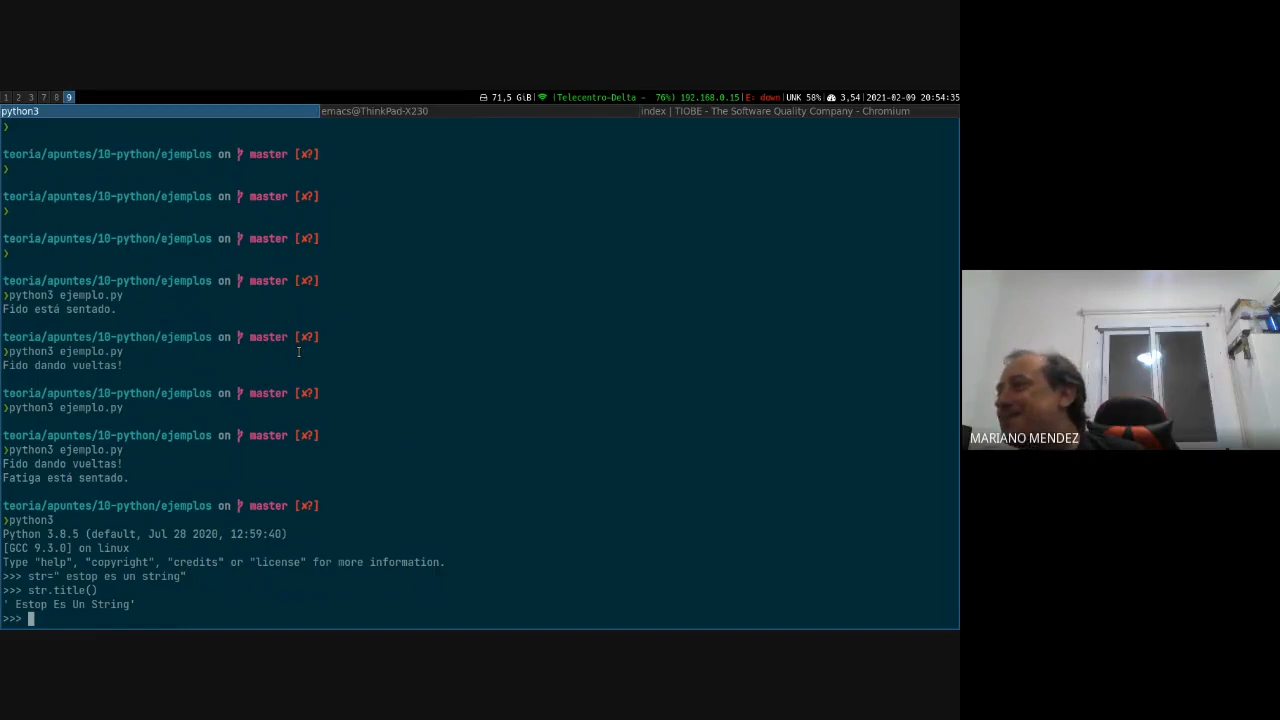 1 2 3 7 8 9
71,5 GiB| (Telecentro-Delta - 76%) 192.168.0.15|E: down|UNK 58%| 3,54|2021-02-09 20:54:35
python3 emacs@ThinkPad-X230 index | TIOBE - The Software Quality Company - Chromium
❯
teoria/apuntes/10-python/ejemplos on master [✘?]
❯
teoria/apuntes/10-python/ejemplos on master [✘?]
❯
teoria/apuntes/10-python/ejemplos on master [✘?]
❯
teoria/apuntes/10-python/ejemplos on master [✘?]
❯python3 ejemplo.py
Fido está sentado.
teoria/apuntes/10-python/ejemplos on master [✘?]
❯python3 ejemplo.py
Fido dando vueltas!
teoria/apuntes/10-python/ejemplos on master [✘?]
❯python3 ejemplo.py
teoria/apuntes/10-python/ejemplos on master [✘?]
❯python3 ejemplo.py
Fido dando vueltas!
Fatiga está sentado.
teoria/apuntes/10-python/ejemplos on master [✘?]
❯python3
Python 3.8.5 (default, Jul 28 2020, 12:59:40)
[GCC 9.3.0] on linux
Type "help", "copyright", "credits" or "license" for more information.
>>> str=" estop es un string"
>>> str.title()
' Estop Es Un String'
>>>
MARIANO MENDEZ